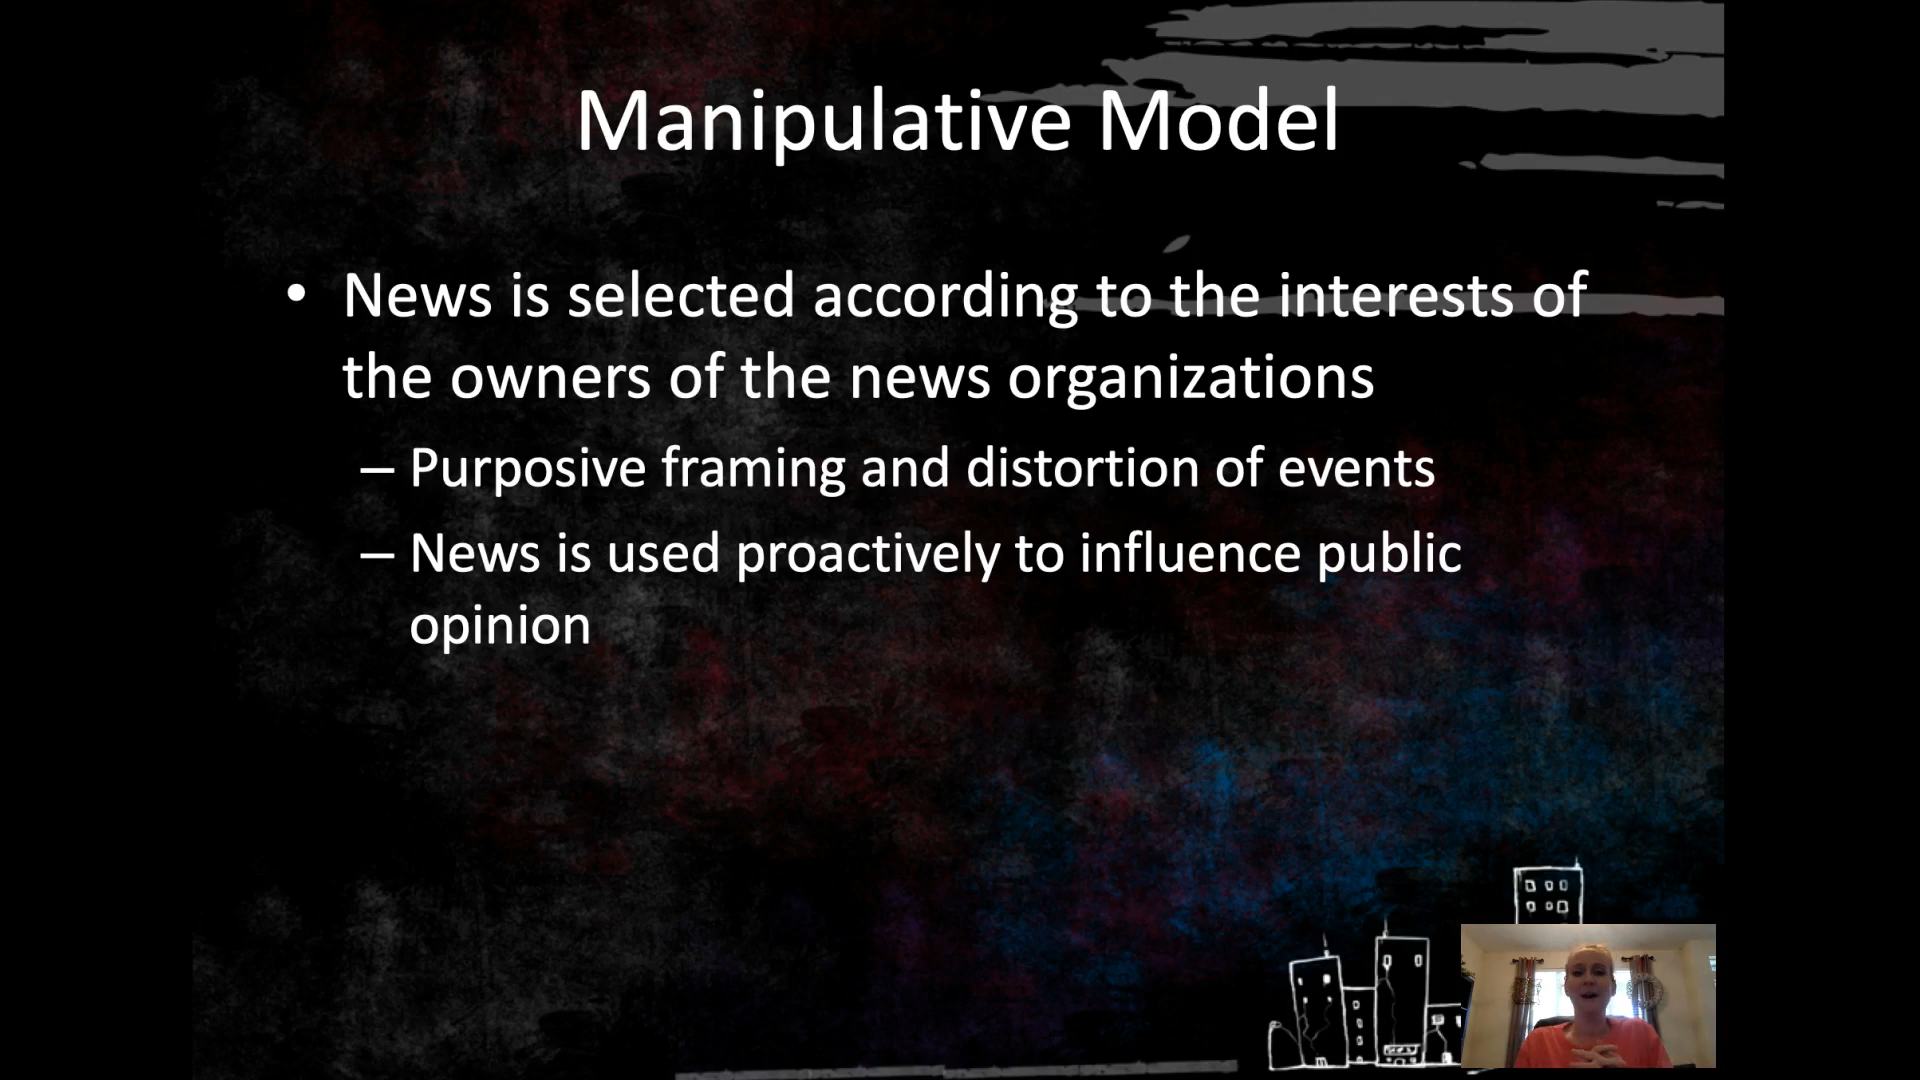 Manipulative Model
• News is selected according to the interests of
the owners of the news organizations
– Purposive framing and distortion of events
– News is used proactively to influence public
opinion